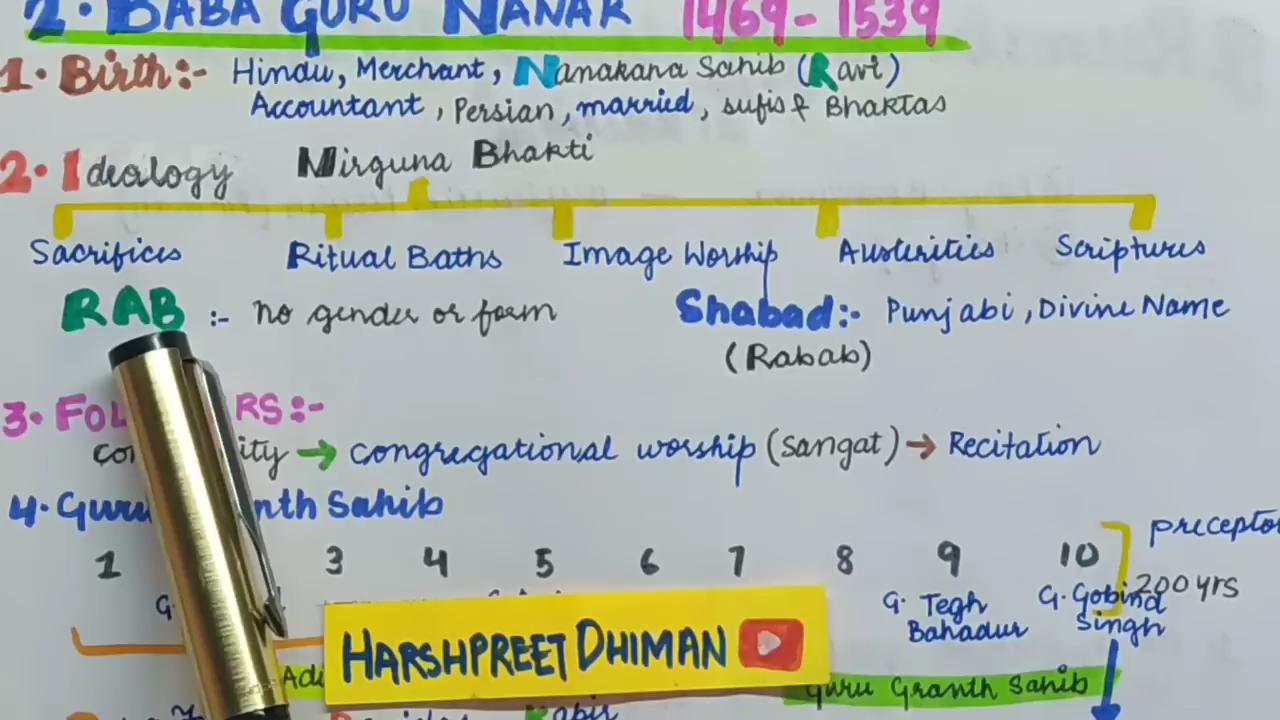 2. BABA GURU NANAK 1469-1539
1. Birth:- Hindu, Merchant, Nanakana Sahib (Ravi)
Accountant, Persian, married, sufis & Bhaktas
2. Idealogy Nirguna Bhakti
Sacrifices Ritual Baths Image Worship Austerities Scriptures
RAB :- no gender or form Shabad:- Punjabi, Divine Name
(Rabab)
3. FOL RS:-
co ity → congregational worship (sangat) → Recitation
4. Guru nth Sahib
1 3 4 5 6 7 8 9 10 preceptor
200 yrs
G. G. Tegh Bahadur G. Gobind Singh
HARSHPREET DHIMAN
Adi Guru Granth Sahib
Kabir